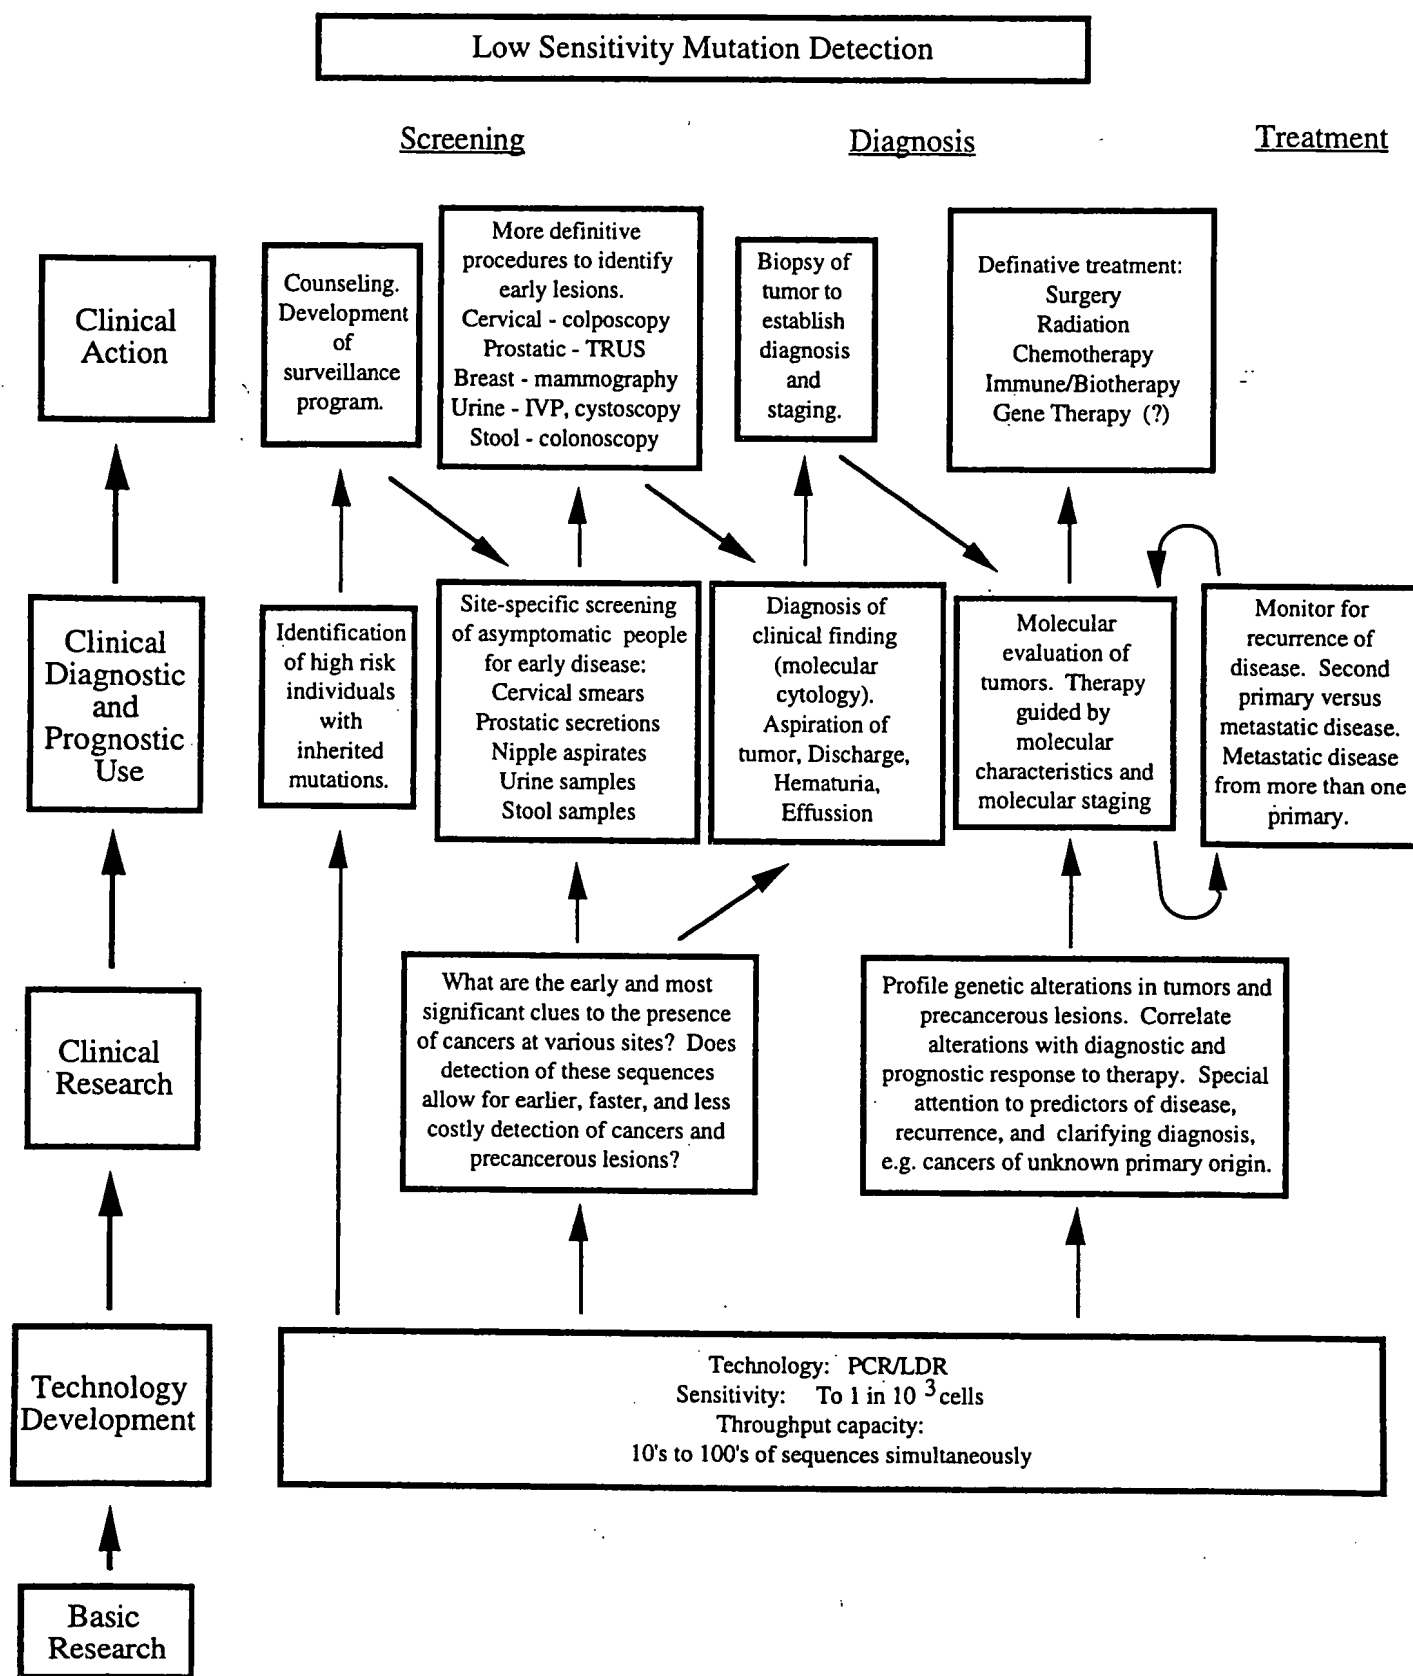 Low Sensitivity Mutation Detection
Screening
Diagnosis
Treatment
Clinical
Action
Counseling.
Development
of
surveillance
program.
More definitive
procedures to identify
early lesions.
Cervical - colposcopy
Prostatic - TRUS
Breast - mammography
Urine - IVP, cystoscopy
Stool - colonoscopy
Biopsy of
tumor to
establish
diagnosis
and
staging.
Definative treatment:
Surgery
Radiation
Chemotherapy
Immune/Biotherapy
Gene Therapy (?)
Clinical
Diagnostic
and
Prognostic
Use
Identification
of high risk
individuals
with
inherited
mutations.
Site-specific screening
of asymptomatic people
for early disease:
Cervical smears
Prostatic secretions
Nipple aspirates
Urine samples
Stool samples
Diagnosis of
clinical finding
(molecular
cytology).
Aspiration of
tumor, Discharge,
Hematuria,
Effussion
Molecular
evaluation of
tumors. Therapy
guided by
molecular
characteristics and
molecular staging
Monitor for
recurrence of
disease. Second
primary versus
metastatic disease.
Metastatic disease
from more than one
primary.
Clinical
Research
What are the early and most
significant clues to the presence
of cancers at various sites? Does
detection of these sequences
allow for earlier, faster, and less
costly detection of cancers and
precancerous lesions?
Profile genetic alterations in tumors and
precancerous lesions. Correlate
alterations with diagnostic and
prognostic response to therapy. Special
attention to predictors of disease,
recurrence, and clarifying diagnosis,
e.g. cancers of unknown primary origin.
Technology
Development
Technology: PCR/LDR
Sensitivity: To 1 in 10 3 cells
Throughput capacity:
10's to 100's of sequences simultaneously
Basic
Research